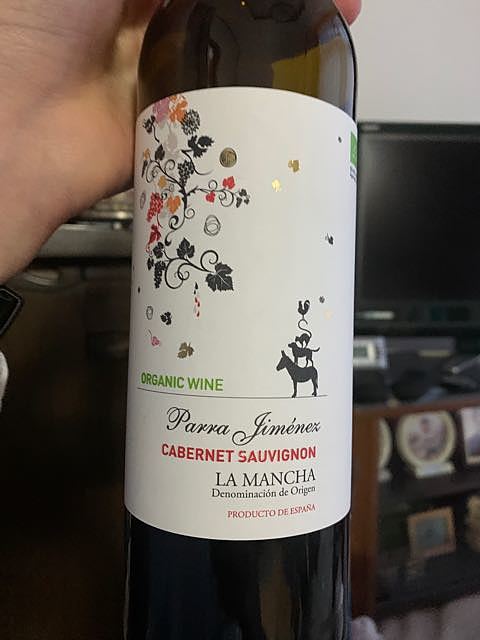 ORGANIC WINE
Parra Jiménez
CABERNET SAUVIGNON
LA MANCHA
Denominación de Origen
PRODUCTO DE ESPAÑA